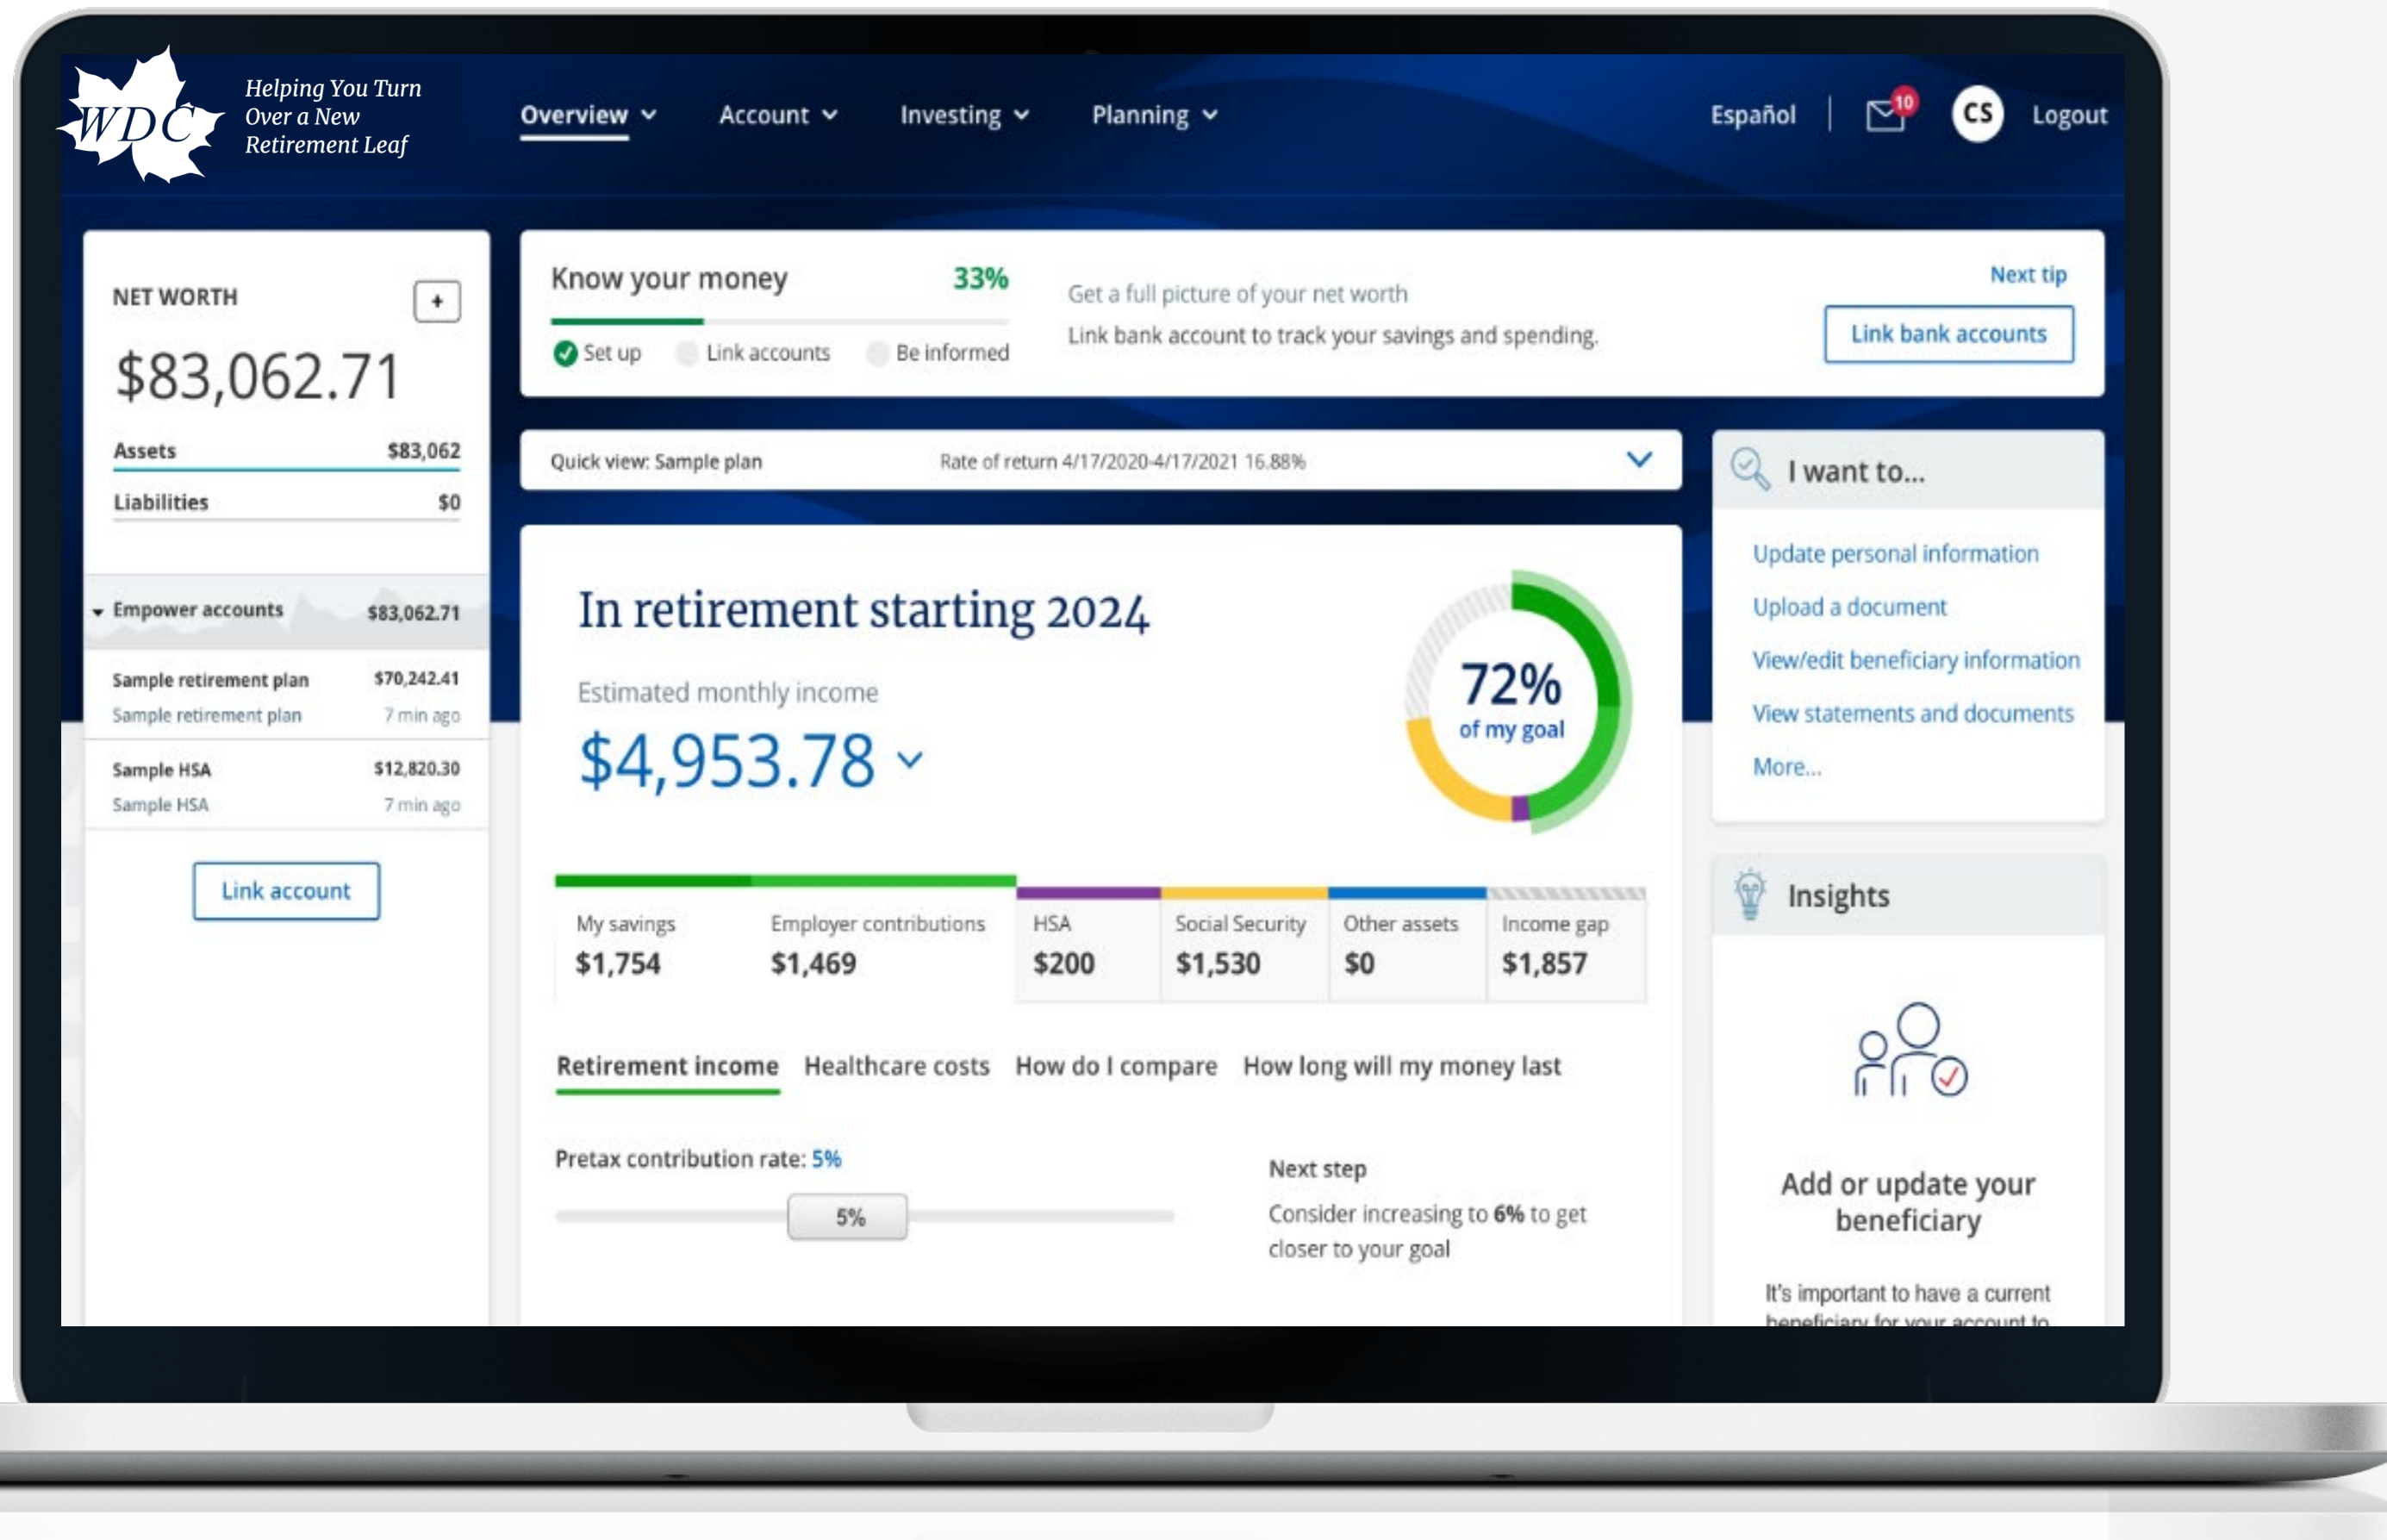 WDC
Helping You Turn
Over a New
Retirement Leaf
Overview
Account
Investing
Planning
Español
10
CS
Logout
NET WORTH
+
$83,062.71
Assets $83,062
Liabilities $0
Empower accounts $83,062.71
Sample retirement plan $70,242.41
Sample retirement plan 7 min ago
Sample HSA $12,820.30
Sample HSA 7 min ago
Link account
Know your money 33%
Set up Link accounts Be informed
Get a full picture of your net worth
Link bank account to track your savings and spending.
Next tip
Link bank accounts
Quick view: Sample plan Rate of return 4/17/2020-4/17/2021 16.88%
In retirement starting 2024
Estimated monthly income
$4,953.78
72%
of my goal
My savings Employer contributions HSA Social Security Other assets Income gap
$1,754 $1,469 $200 $1,530 $0 $1,857
Retirement income Healthcare costs How do I compare How long will my money last
Pretax contribution rate: 5%
5%
Next step
Consider increasing to 6% to get
closer to your goal
I want to...
Update personal information
Upload a document
View/edit beneficiary information
View statements and documents
More...
Insights
Add or update your
beneficiary
It's important to have a current
beneficiary for your account to